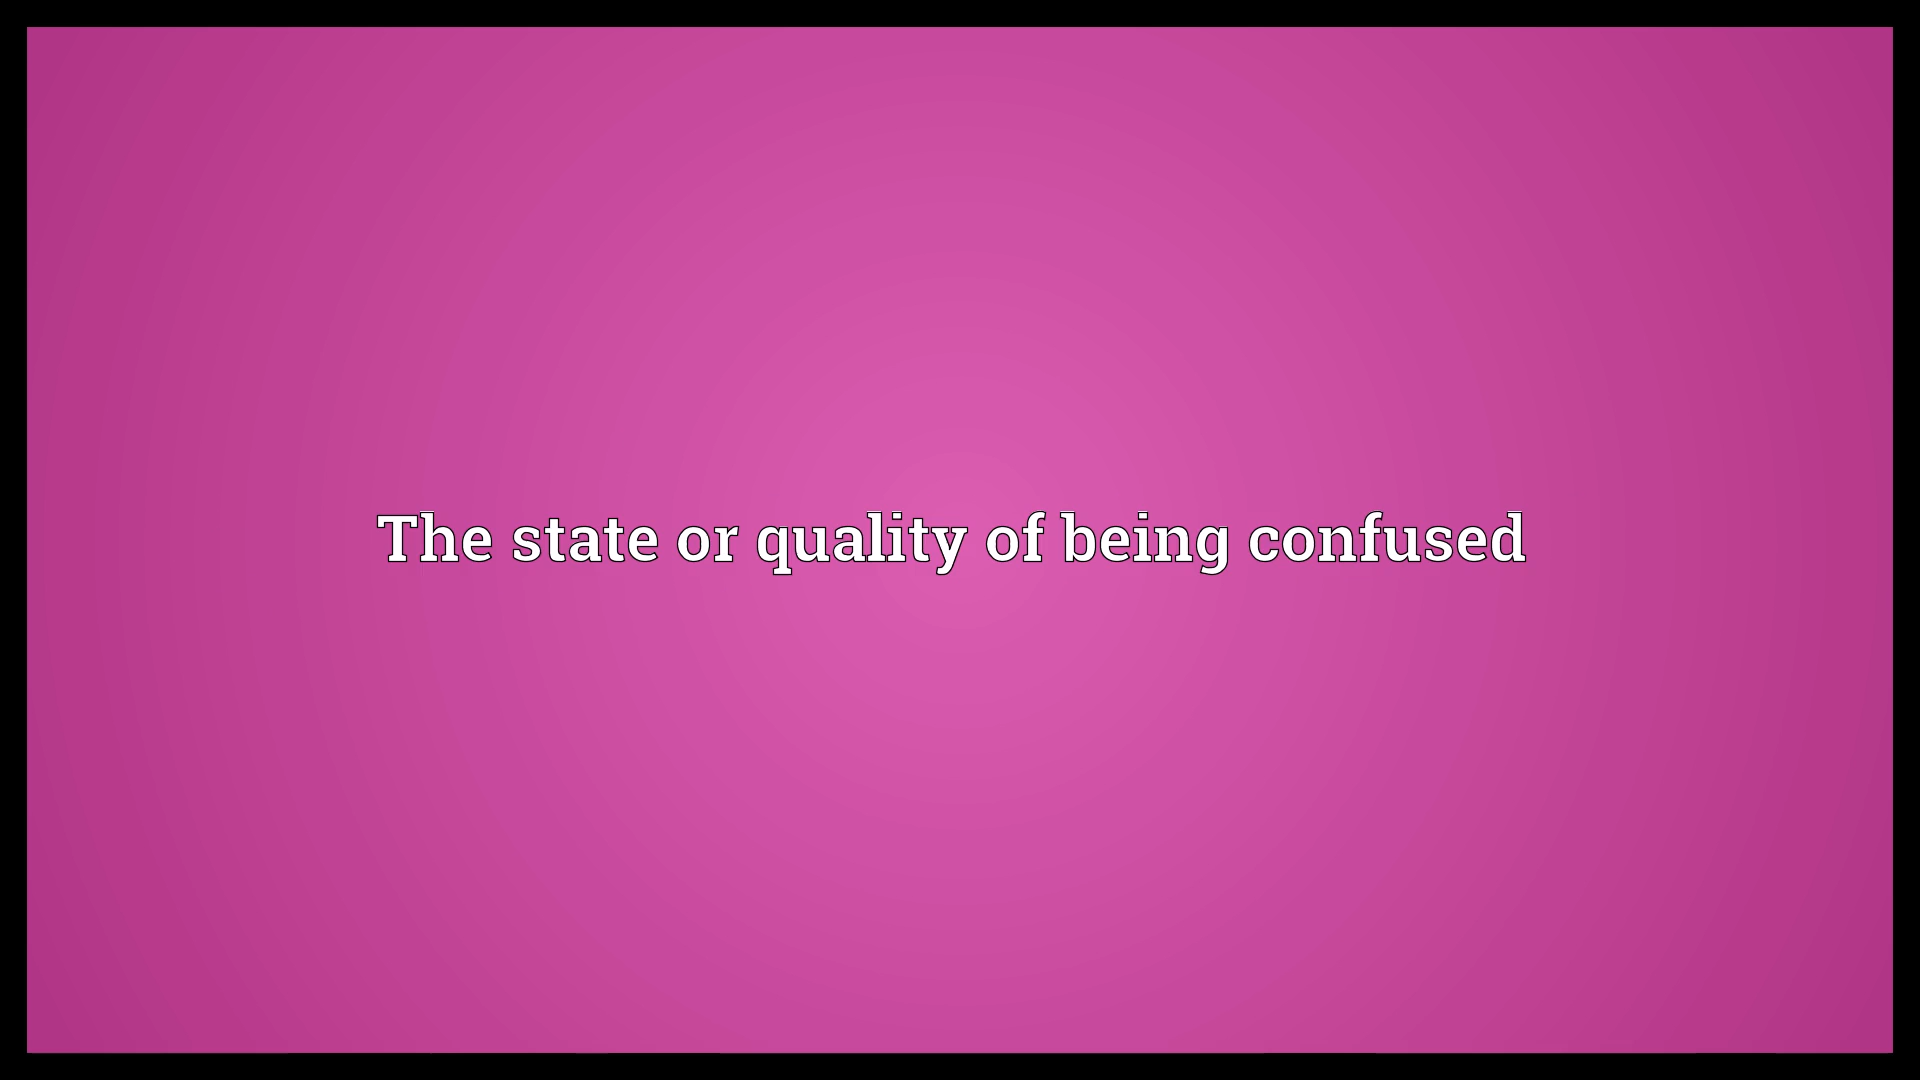 The state or quality of being confused